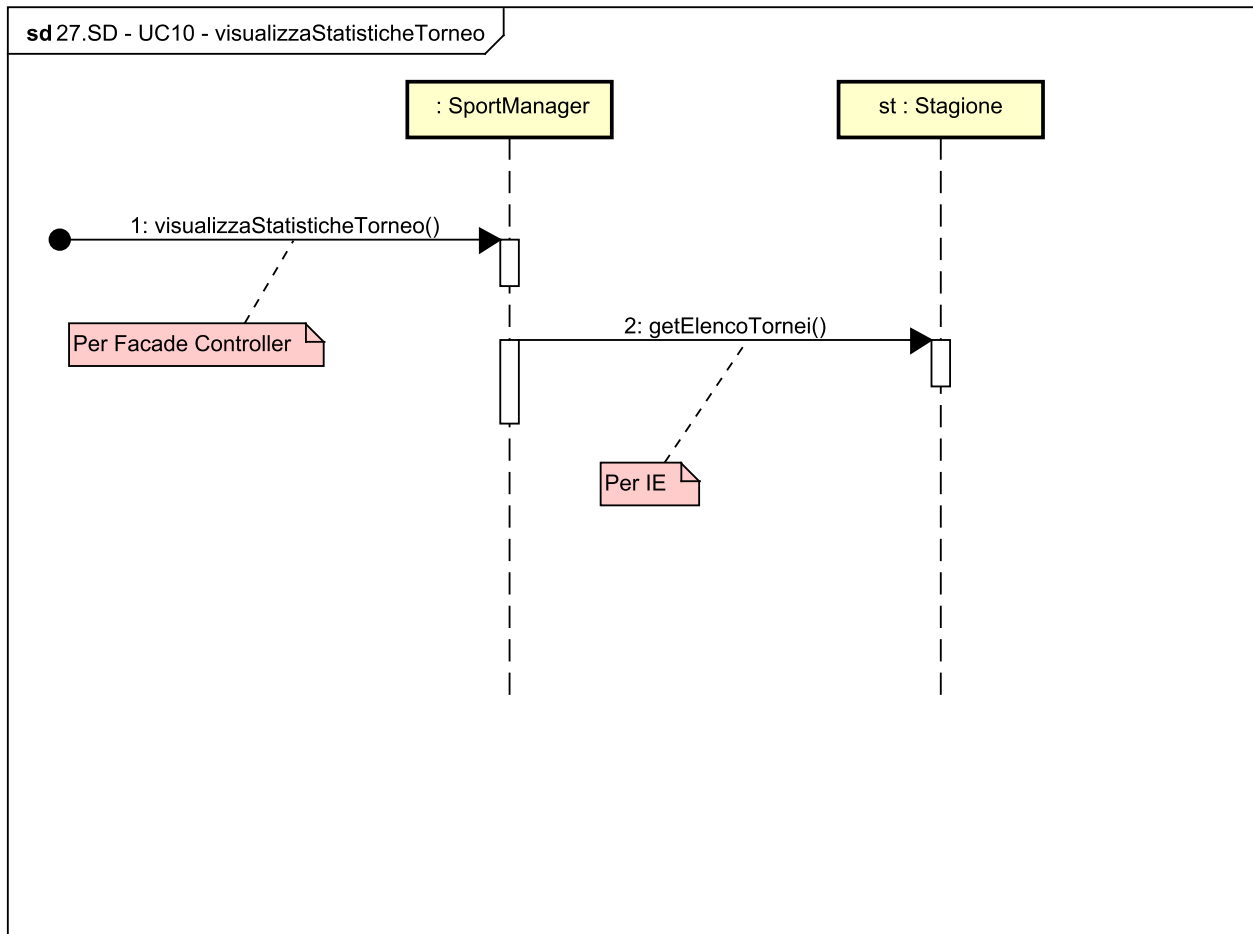 sd 27.SD - UC10 - visualizzaStatisticheTorneo
: SportManager
st : Stagione
1: visualizzaStatisticheTorneo()
Per Facade Controller
2: getElencoTornei()
Per IE